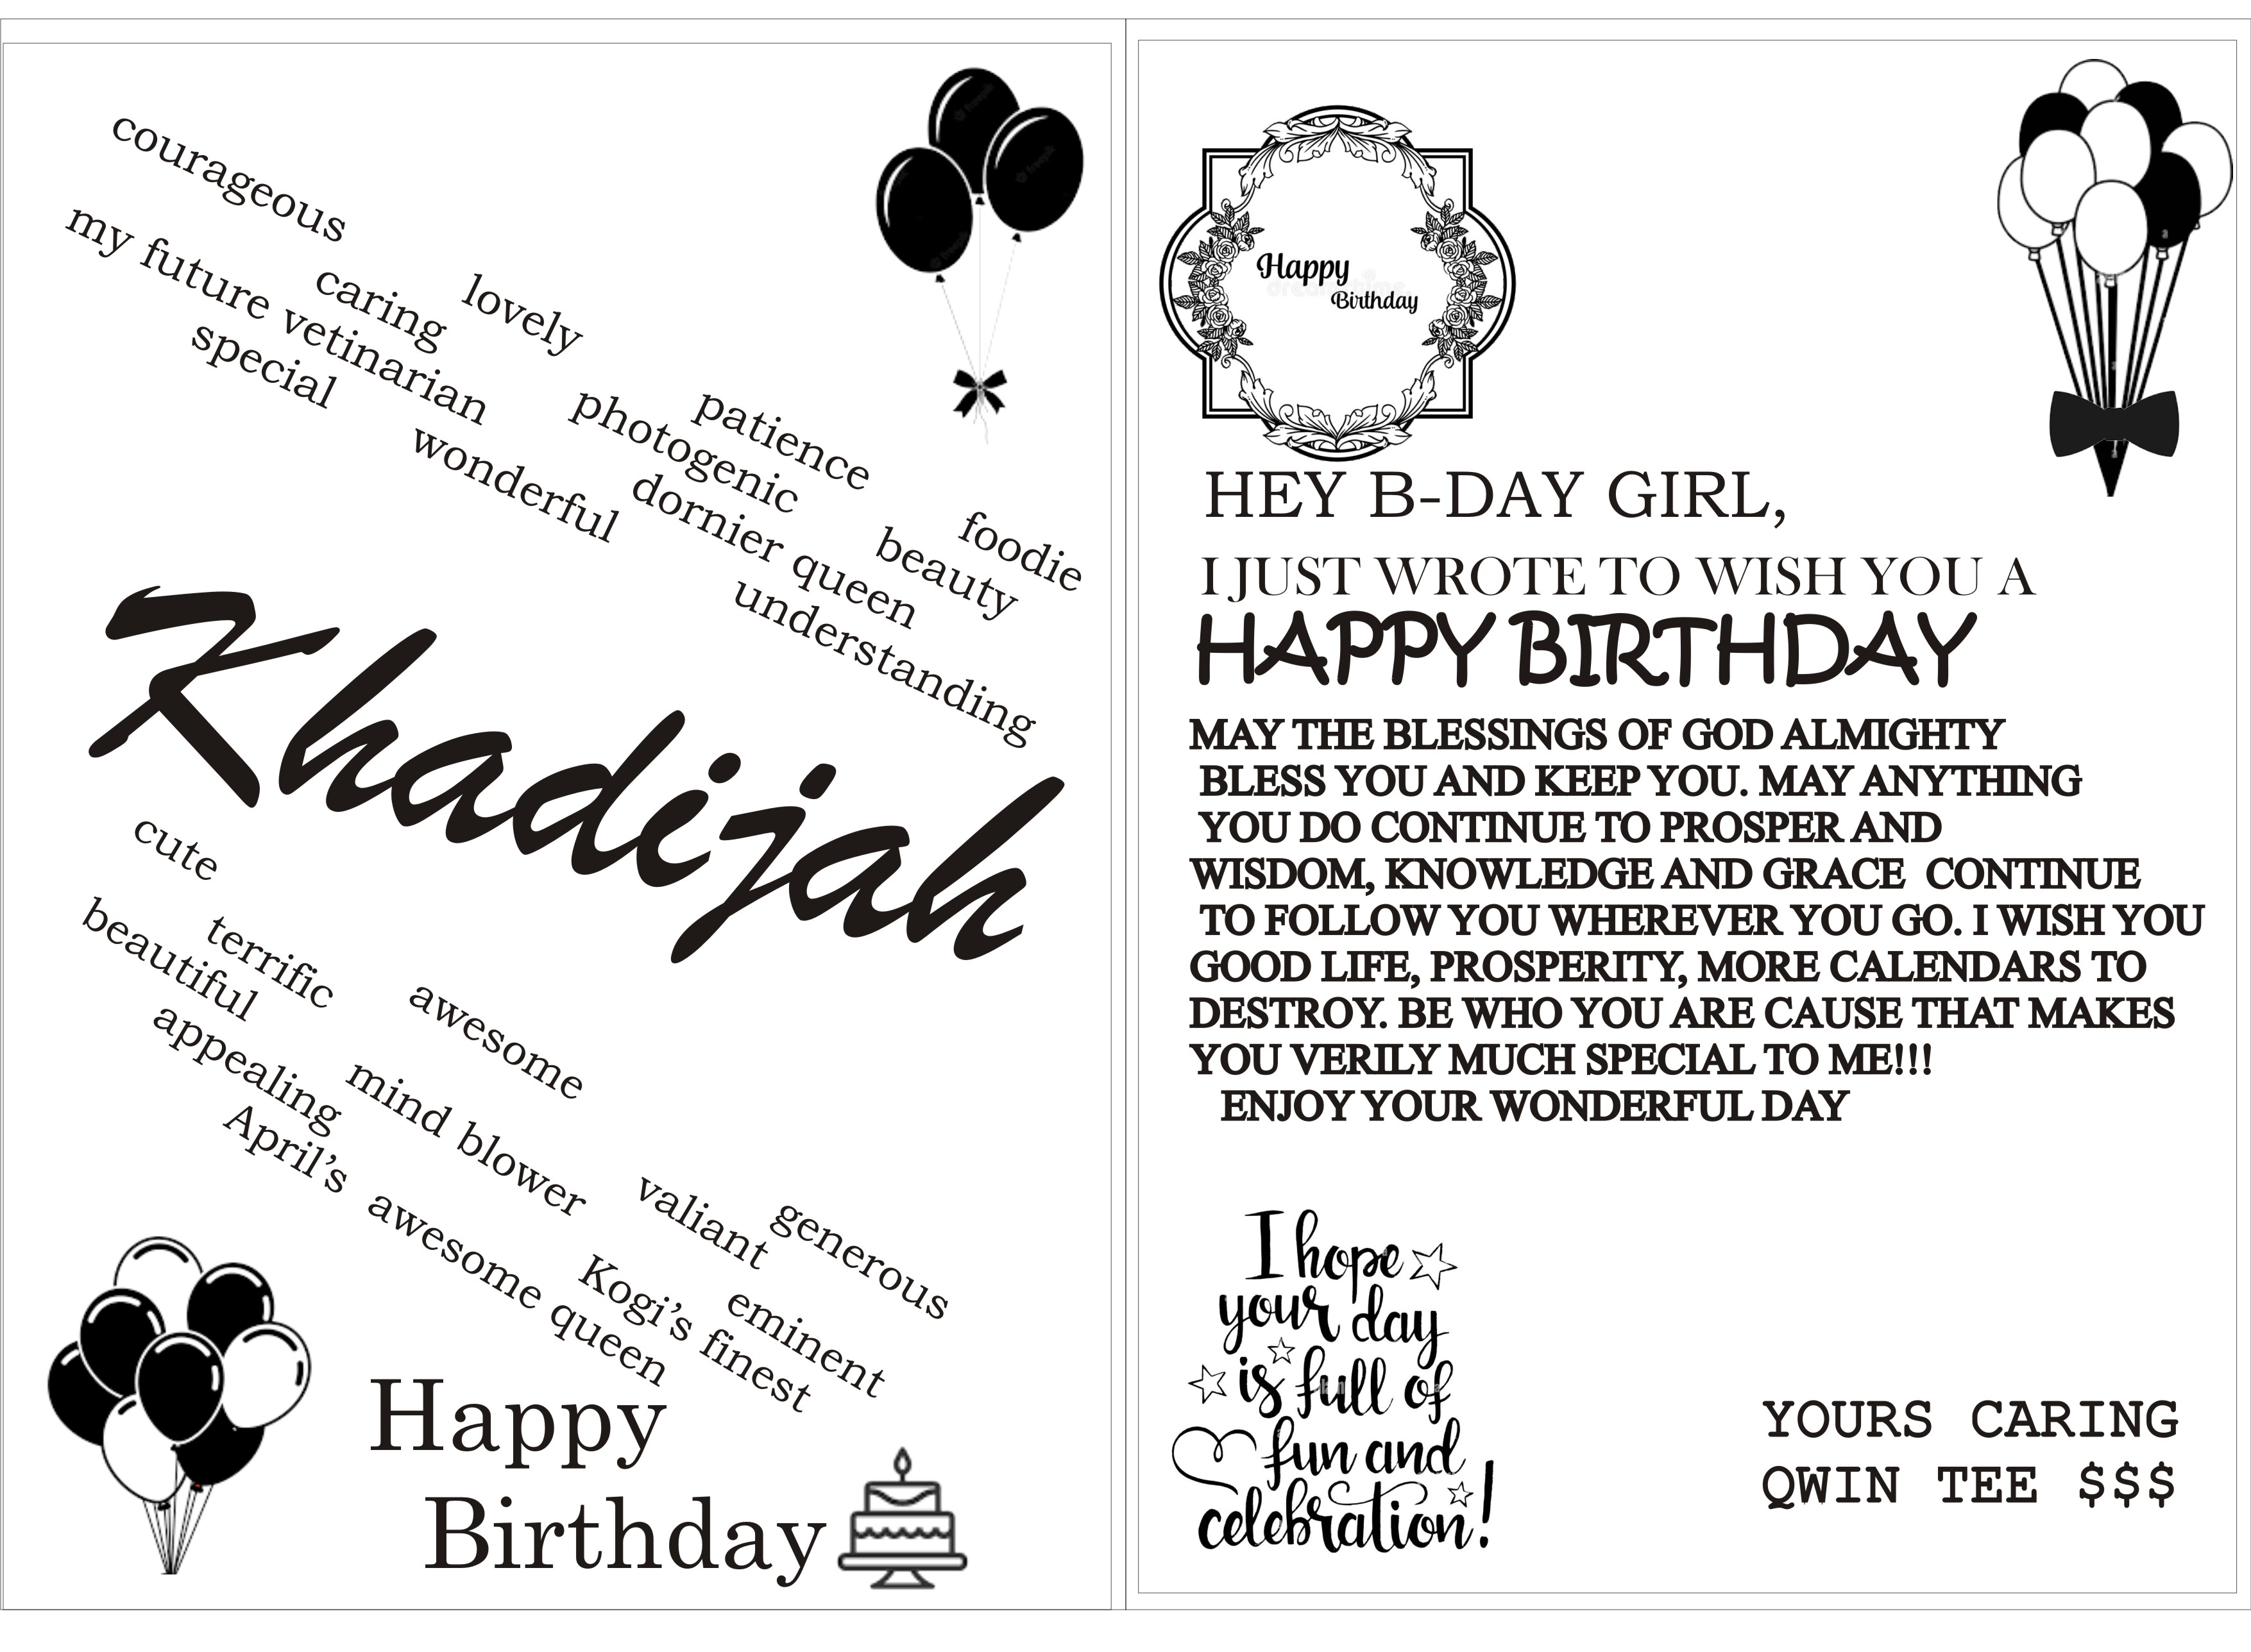 courageous
my future vetinarian
caring
lovely
special
photogenic
patience
wonderful
dornier queen
foodie
beauty
understanding
Khadijah
cute
terrific
beautiful
awesome
appealing
mind blower
April's awesome queen
valiant
generous
Kogi's finest
eminent
Happy
Birthday
Happy
Birthday
HEY B-DAY GIRL,
I JUST WROTE TO WISH YOU A
HAPPY BIRTHDAY
MAY THE BLESSINGS OF GOD ALMIGHTY
BLESS YOU AND KEEP YOU. MAY ANYTHING
YOU DO CONTINUE TO PROSPER AND
WISDOM, KNOWLEDGE AND GRACE CONTINUE
TO FOLLOW YOU WHEREVER YOU GO. I WISH YOU
GOOD LIFE, PROSPERITY, MORE CALENDARS TO
DESTROY. BE WHO YOU ARE CAUSE THAT MAKES
YOU VERILY MUCH SPECIAL TO ME!!!
ENJOY YOUR WONDERFUL DAY
I hope
your day
is full of
fun and
celebration!
YOURS CARING
QWIN TEE $$$